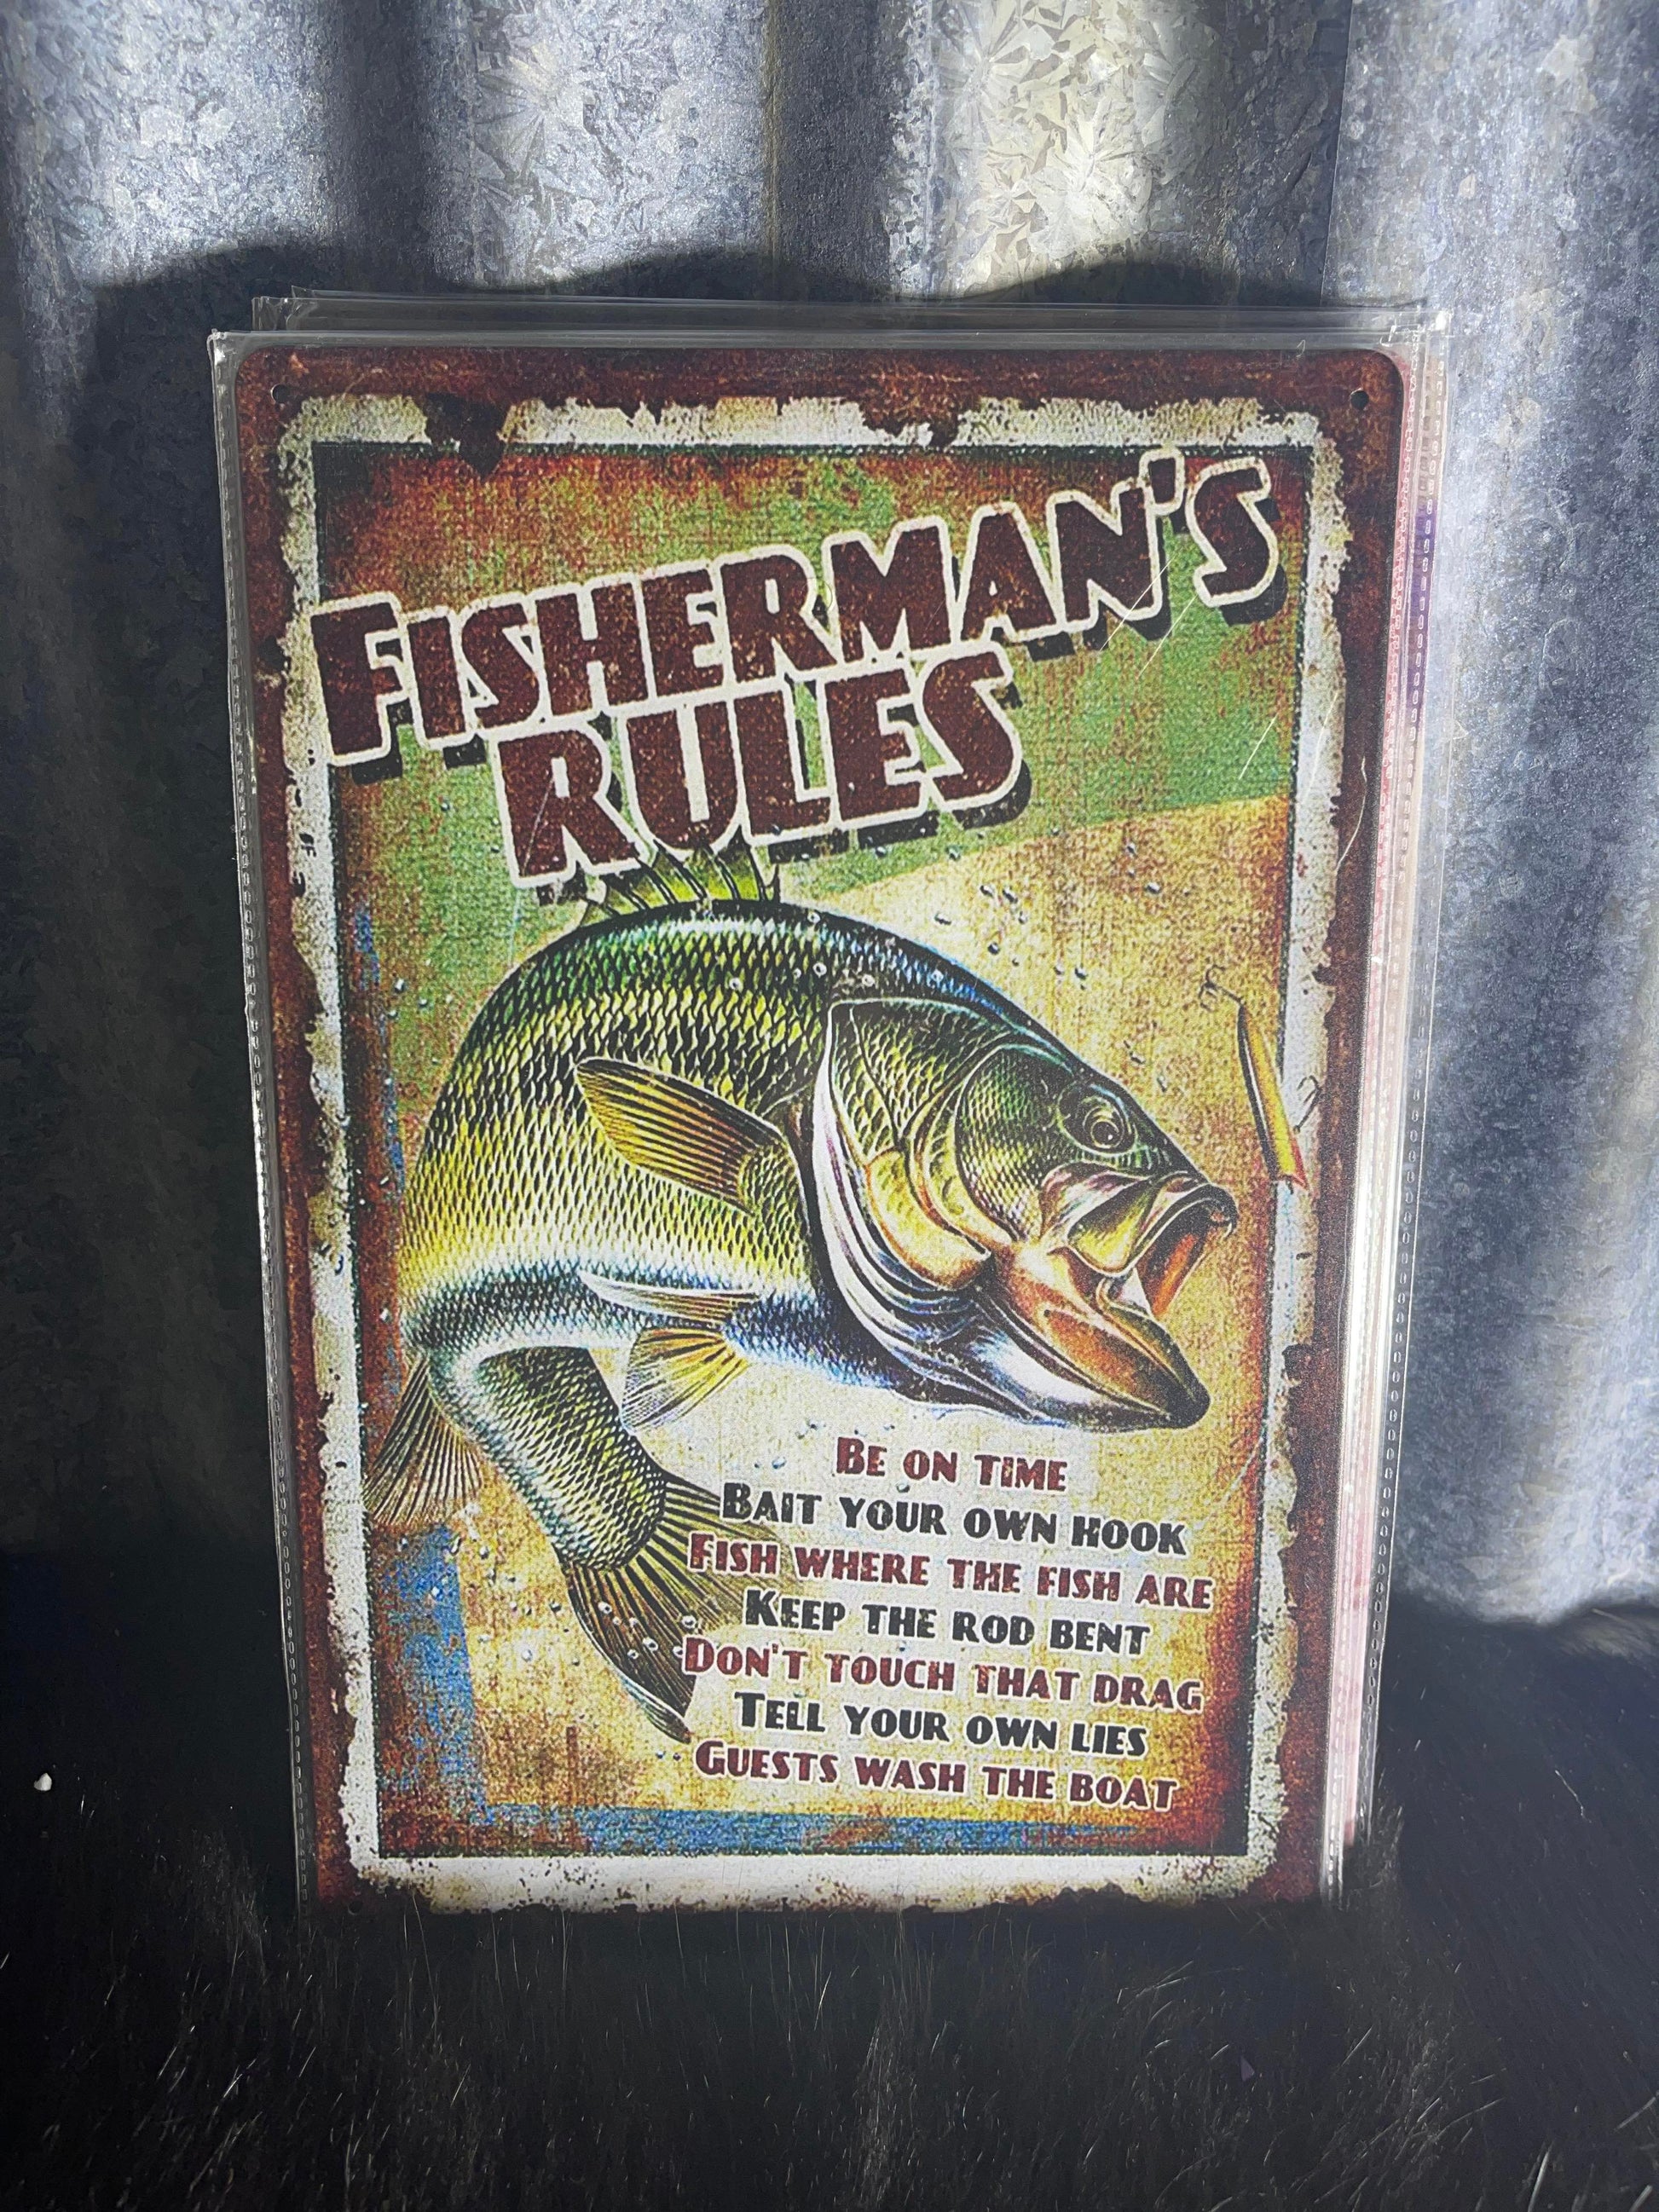 FISHERMAN'S
RULES
BE ON TIME
BAIT YOUR OWN HOOK
FISH WHERE THE FISH ARE
KEEP THE ROD BENT
DON'T TOUCH THAT DRAG
TELL YOUR OWN LIES
GUESTS WASH THE BOAT